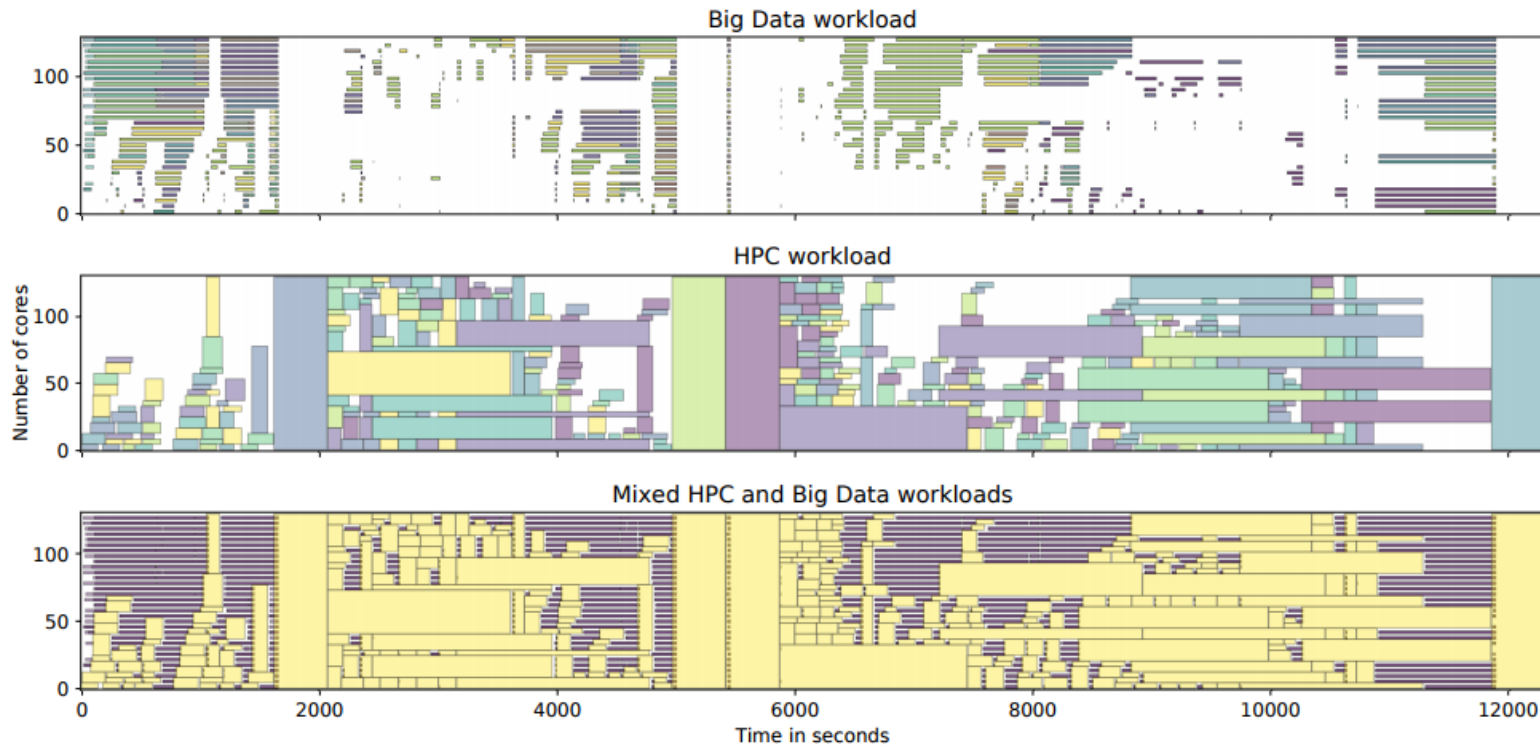 Big Data workload
100
50
0
HPC workload
100
50
0
Number of cores
Mixed HPC and Big Data workloads
100
50
0
0 2000 4000 6000 8000 10000 12000
Time in seconds